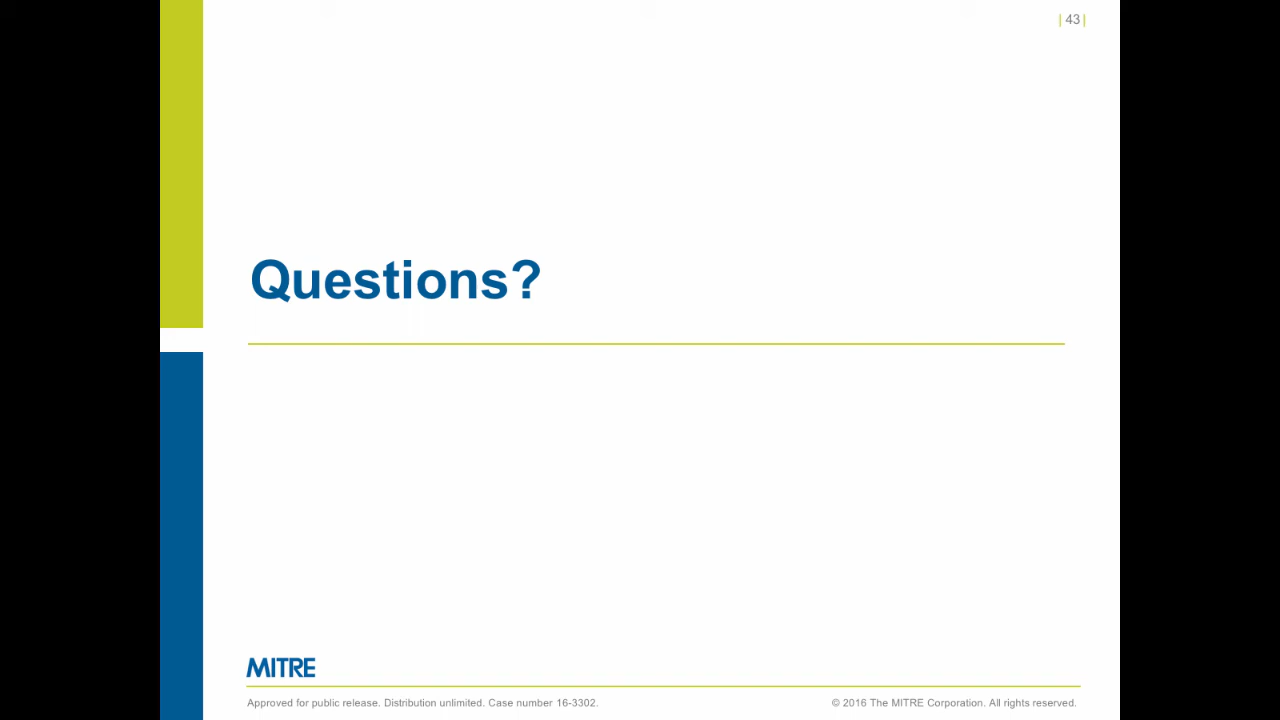 | 43 |
Questions?
MITRE
Approved for public release. Distribution unlimited. Case number 16-3302.
© 2016 The MITRE Corporation. All rights reserved.